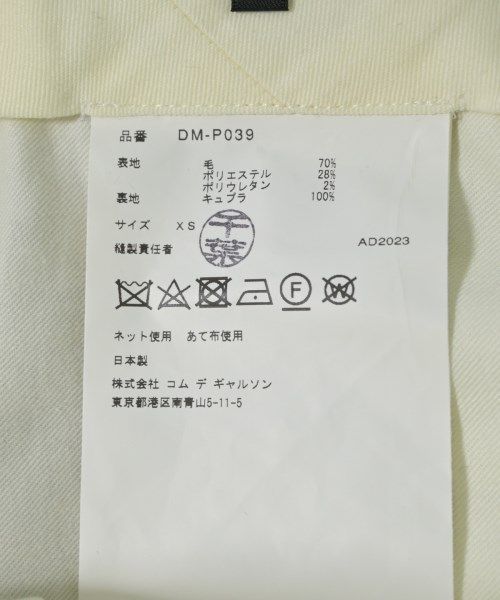 品番 DM-P039
表地 毛 70%
ポリエステル 28%
ポリウレタン 2%
裏地 キュプラ 100%
サイズ XS
千葉
縫製責任者 AD2023
F W
ネット使用 あて布使用
日本製
株式会社 コム デ ギャルソン
東京都港区南青山5-11-5